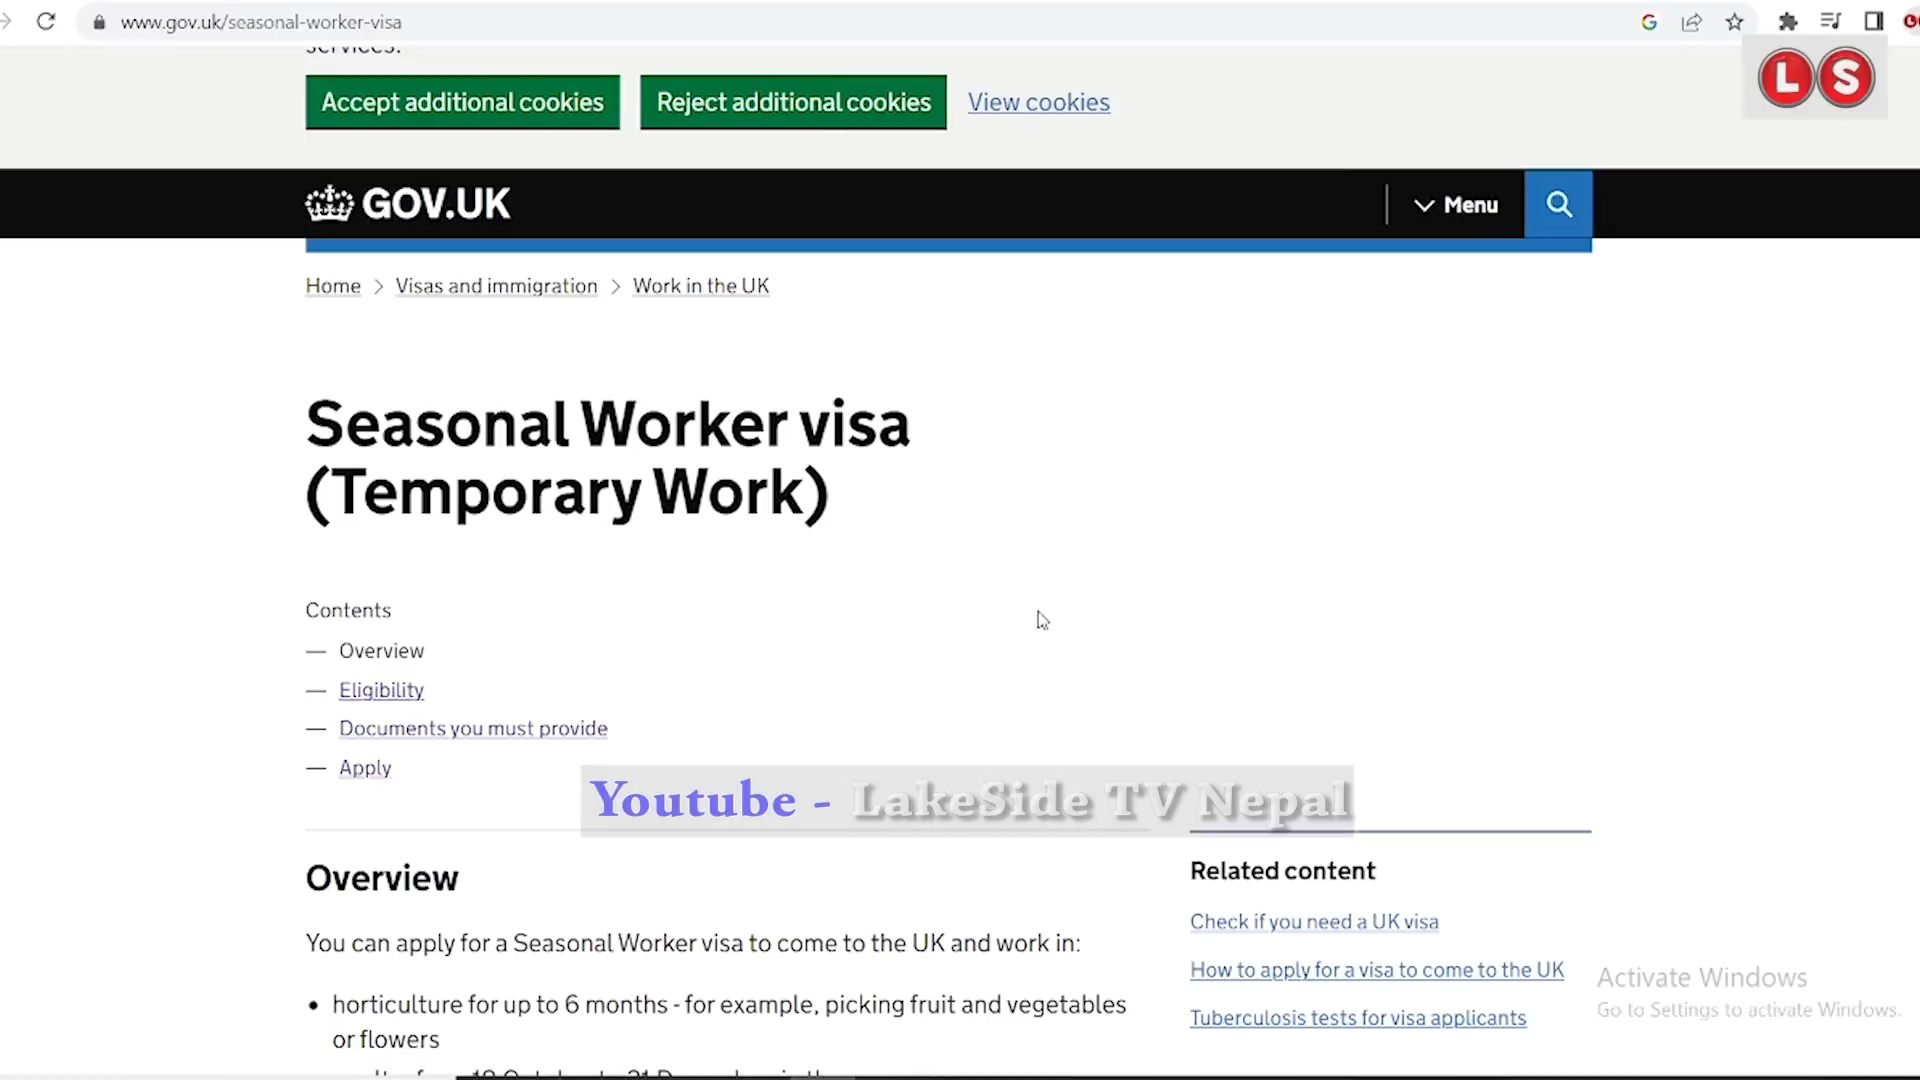 www.gov.uk/seasonal-worker-visa
services.
Accept additional cookies
Reject additional cookies
View cookies
L S
GOV.UK
Menu
Home > Visas and immigration > Work in the UK
Seasonal Worker visa
(Temporary Work)
Contents
— Overview
— Eligibility
— Documents you must provide
— Apply
Youtube - LakeSide TV Nepal
Overview
You can apply for a Seasonal Worker visa to come to the UK and work in:
• horticulture for up to 6 months - for example, picking fruit and vegetables
or flowers
Related content
Check if you need a UK visa
How to apply for a visa to come to the UK
Tuberculosis tests for visa applicants
Activate Windows
Go to Settings to activate Windows.